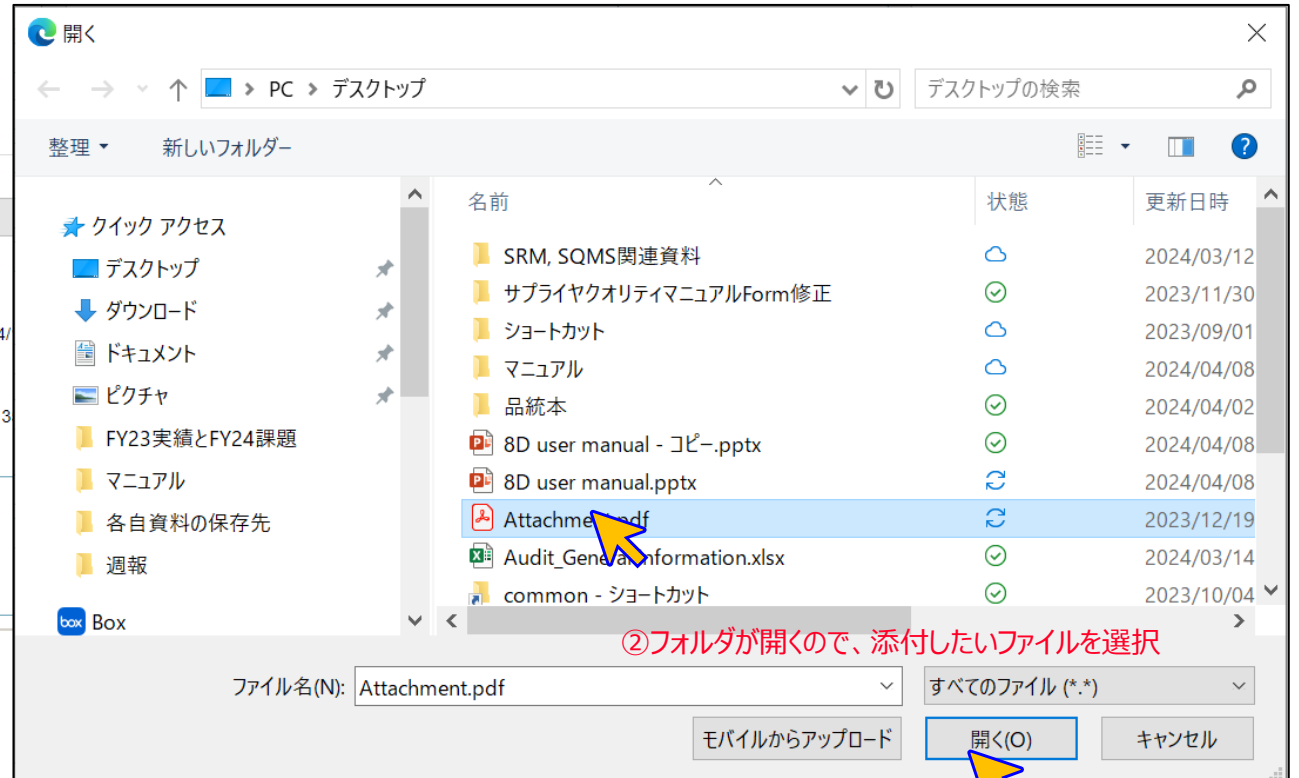 開く
PC > デスクトップ
デスクトップの検索
整理
新しいフォルダー
名前
状態
更新日時
クイック アクセス
デスクトップ
ダウンロード
ドキュメント
ピクチャ
FY23実績とFY24課題
マニュアル
各自資料の保存先
週報
Box
SRM, SQMS関連資料 2024/03/12
サプライヤクオリティマニュアルForm修正 2023/11/30
ショートカット 2023/09/01
マニュアル 2024/04/08
品統本 2024/04/02
8D user manual - コピー.pptx 2024/04/08
8D user manual.pptx 2024/04/08
Attachment.pdf 2023/12/19
Audit_General information.xlsx 2024/03/14
common - ショートカット 2023/10/04
②フォルダが開くので、添付したいファイルを選択
ファイル名(N): Attachment.pdf
すべてのファイル (*.*)
モバイルからアップロード
開く(O)
キャンセル